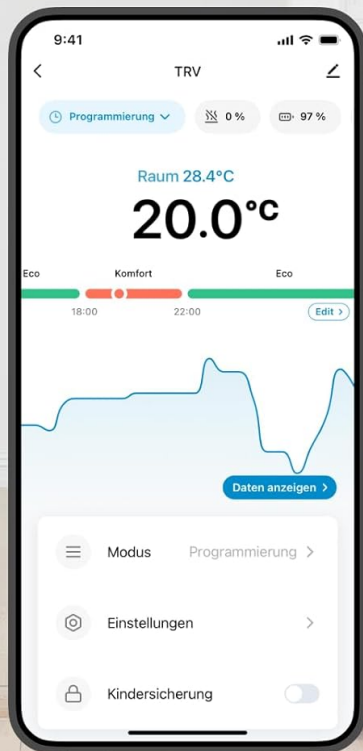 9:41
TRV
Programmierung
0 %
97 %
Raum 28.4°C
20.0°C
Eco Komfort Eco
18:00 22:00 Edit >
Daten anzeigen >
Modus Programmierung >
Einstellungen >
Kindersicherung